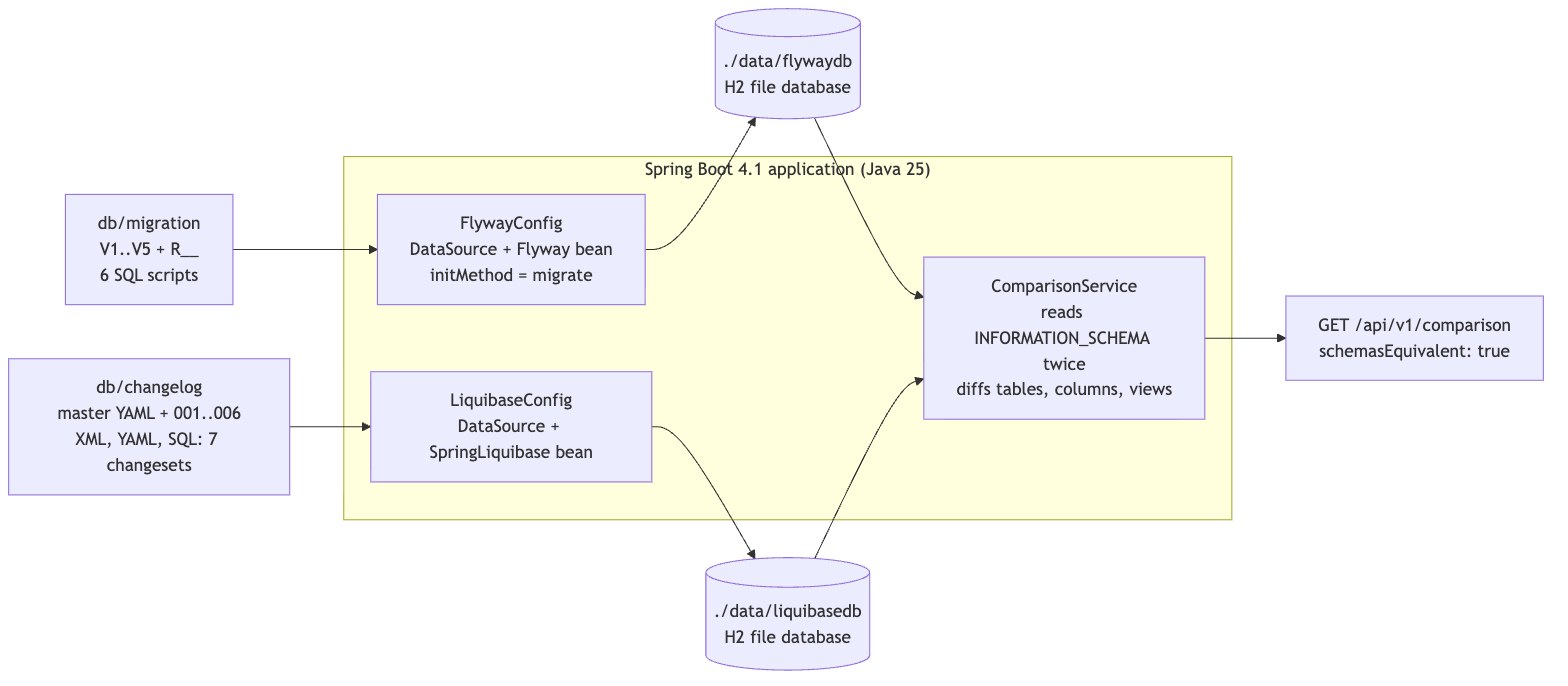 ./data/flywaydb
H2 file database
Spring Boot 4.1 application (Java 25)
db/migration
V1..V5 + R__
6 SQL scripts
FlywayConfig
DataSource + Flyway bean
initMethod = migrate
ComparisonService
reads
INFORMATION_SCHEMA
twice
diffs tables, columns, views
GET /api/v1/comparison
schemasEquivalent: true
db/changelog
master YAML + 001..006
XML, YAML, SQL: 7
changesets
LiquibaseConfig
DataSource +
SpringLiquibase bean
./data/liquibasedb
H2 file database